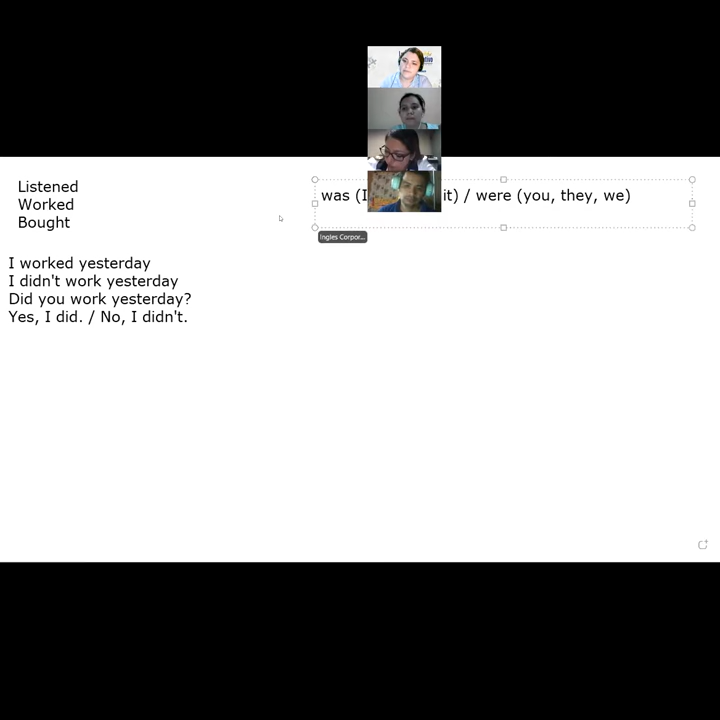 Listened
Worked
Bought
was (I it) / were (you, they, we)
Ingles Corpor...
I worked yesterday
I didn't work yesterday
Did you work yesterday?
Yes, I did. / No, I didn't.